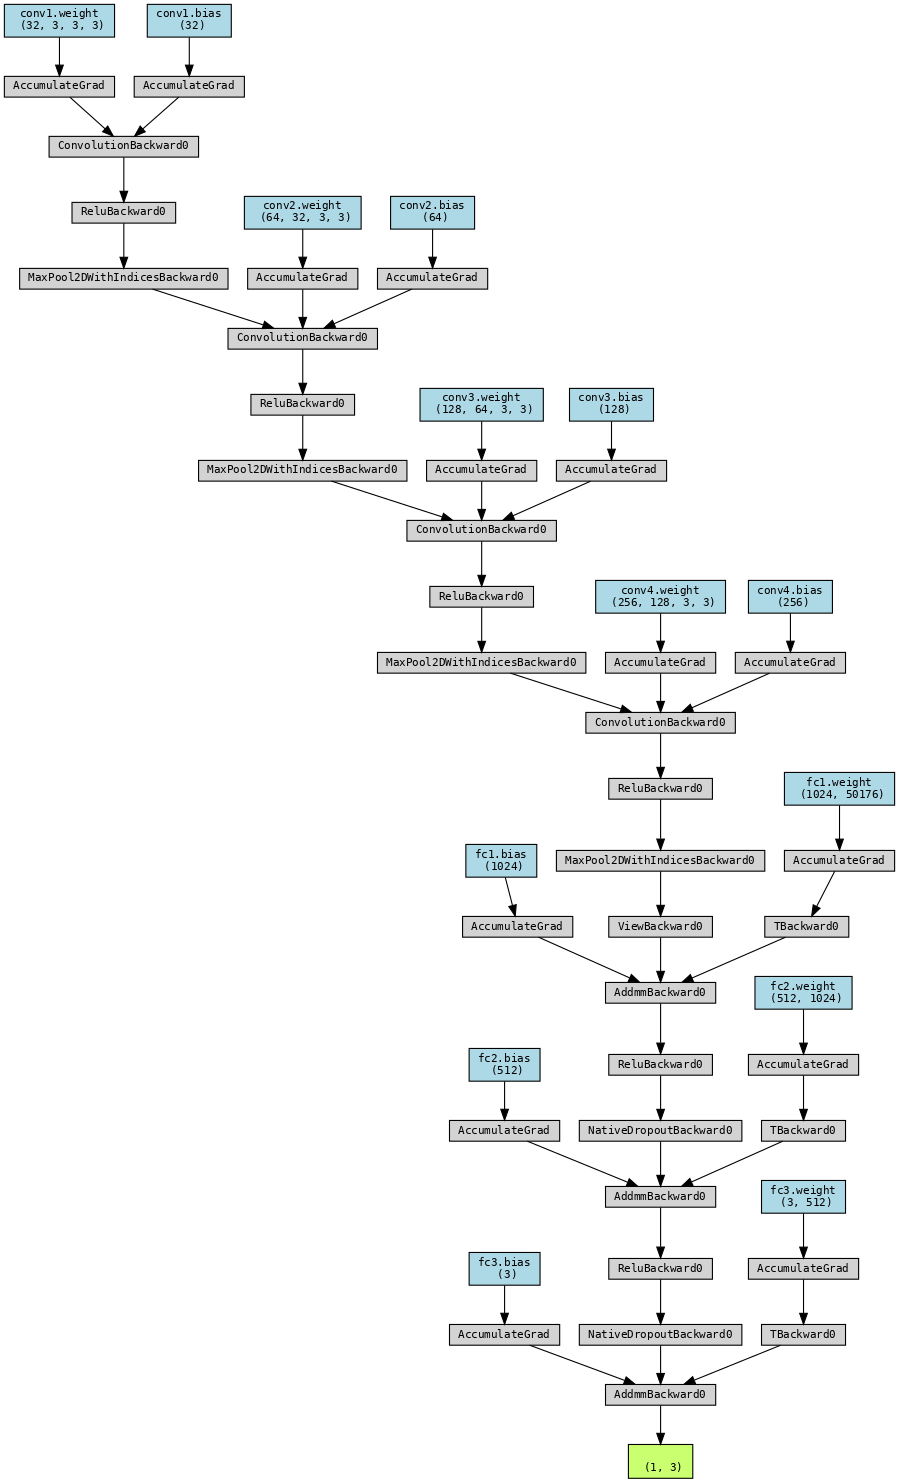 conv1.weight
(32, 3, 3, 3)
conv1.bias
(32)
AccumulateGrad
AccumulateGrad
ConvolutionBackward0
ReluBackward0
conv2.weight
(64, 32, 3, 3)
conv2.bias
(64)
MaxPool2DWithIndicesBackward0
AccumulateGrad
AccumulateGrad
ConvolutionBackward0
ReluBackward0
conv3.weight
(128, 64, 3, 3)
conv3.bias
(128)
MaxPool2DWithIndicesBackward0
AccumulateGrad
AccumulateGrad
ConvolutionBackward0
ReluBackward0
conv4.weight
(256, 128, 3, 3)
conv4.bias
(256)
MaxPool2DWithIndicesBackward0
AccumulateGrad
AccumulateGrad
ConvolutionBackward0
ReluBackward0
fc1.weight
(1024, 50176)
fc1.bias
(1024)
MaxPool2DWithIndicesBackward0
AccumulateGrad
AccumulateGrad
ViewBackward0
TBackward0
AddmmBackward0
fc2.weight
(512, 1024)
fc2.bias
(512)
ReluBackward0
AccumulateGrad
AccumulateGrad
NativeDropoutBackward0
TBackward0
AddmmBackward0
fc3.weight
(3, 512)
fc3.bias
(3)
ReluBackward0
AccumulateGrad
AccumulateGrad
NativeDropoutBackward0
TBackward0
AddmmBackward0
(1, 3)